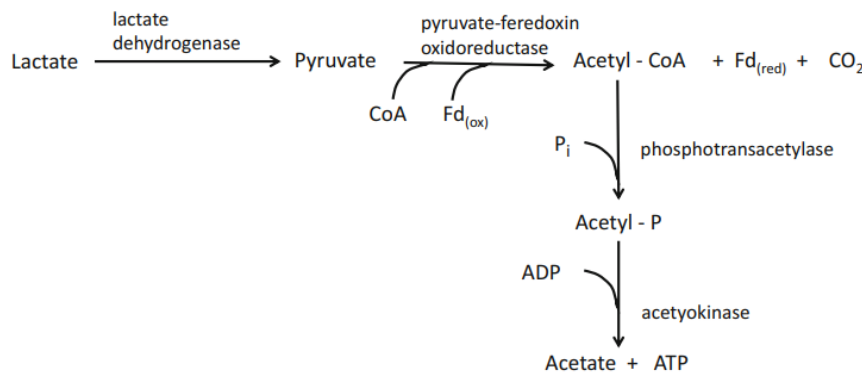 lactate
dehydrogenase
pyruvate-feredoxin
oxidoreductase
Lactate Pyruvate Acetyl - CoA + Fd(red) + CO2
CoA Fd(ox)
Pi phosphotransacetylase
Acetyl - P
ADP
acetyokinase
Acetate + ATP